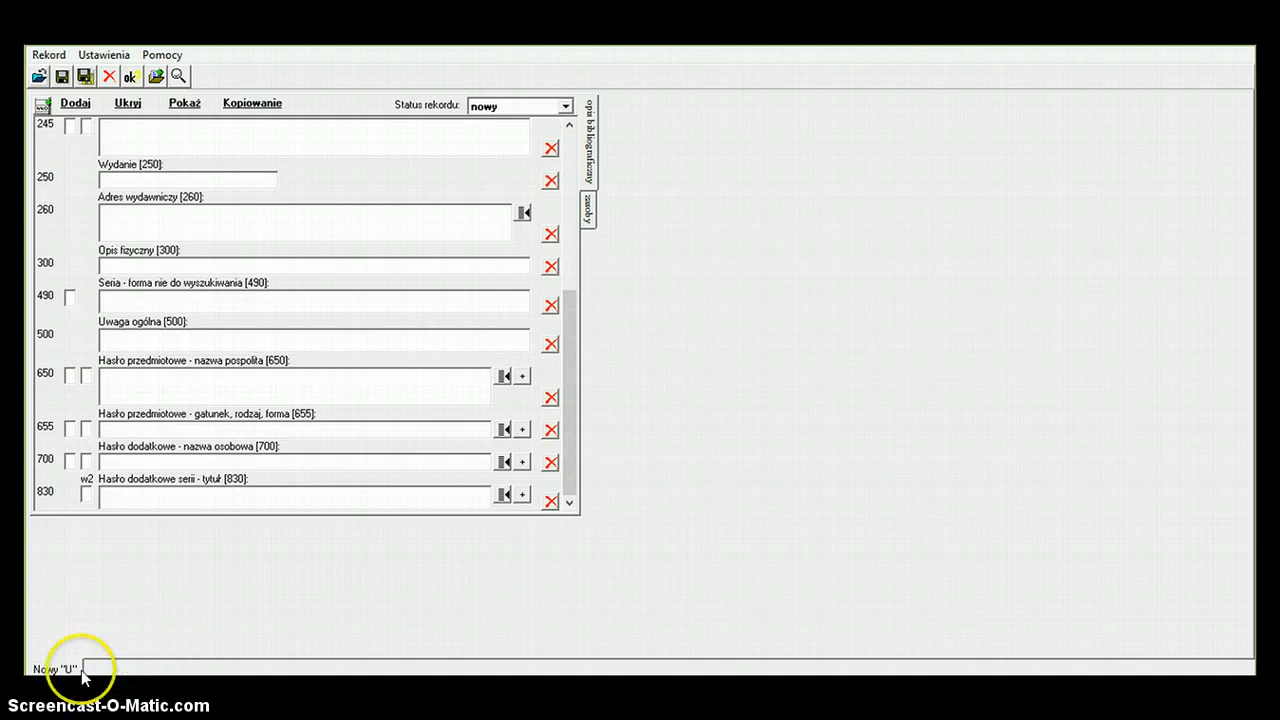 Rekord Ustawienia Pomocy
ok?
Dodaj Ukryj Pokaż Kopiowanie Status rekordu: nowy
opis bibliograficzny
zasoby
245
Wydanie [250]:
250
Adres wydawniczy [260]:
260
Opis fizyczny [300]:
300
Seria - forma nie do wyszukiwania [490]:
490
Uwaga ogólna [500]:
500
Hasło przedmiotowe - nazwa pospolita [650]:
650
Hasło przedmiotowe - gatunek, rodzaj, forma [655]:
655
Hasło dodatkowe - nazwa osobowa [700]:
700
w2 Hasło dodatkowe serii - tytuł [830]:
830
Nowy "U"
Screencast-O-Matic.com